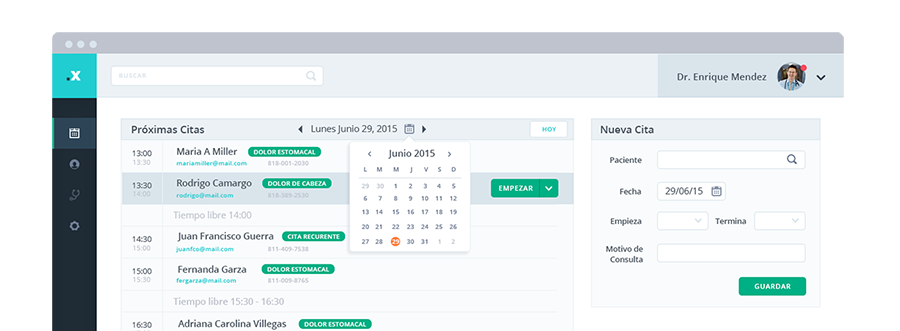 .X
BUSCAR
Dr. Enrique Mendez
Próximas Citas
Lunes Junio 29, 2015
HOY
13:00
13:30
Maria A Miller
DOLOR ESTOMACAL
mariamiller@mail.com
818-001-2030
13:30
14:00
Rodrigo Camargo
DOLOR DE CABEZA
rodrigo@mail.com
818-389-2530
EMPEZAR
Tiempo libre 14:00
14:30
15:00
Juan Francisco Guerra
CITA RECURENTE
juanfco@mail.com
811-409-7538
15:00
15:30
Fernanda Garza
DOLOR ESTOMACAL
fergarza@mail.com
811-009-8765
Tiempo libre 15:30 - 16:30
16:30
Adriana Carolina Villegas
DOLOR ESTOMACAL
Junio 2015
L M M J V S D
29 30 1 2 3 4 5
6 7 8 9 10 11 12
13 14 15 16 17 18 19
20 21 22 23 24 25 26
27 28 29 30 31 1 2
Nueva Cita
Paciente
Fecha
29/06/15
Empieza
Termina
Motivo de
Consulta
GUARDAR